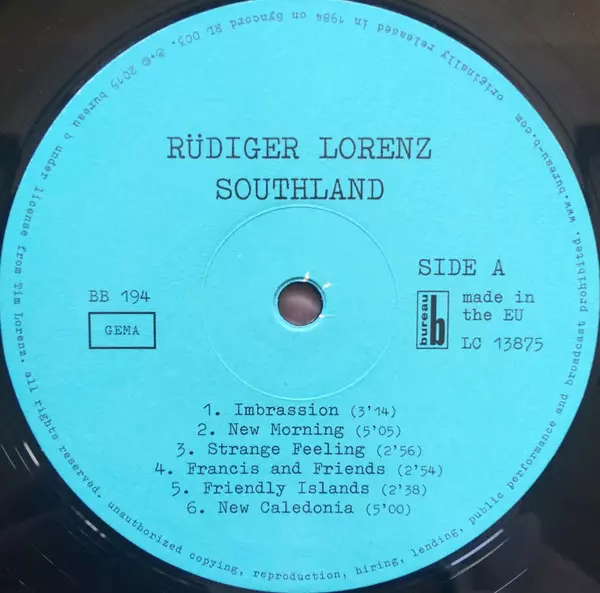 RÜDIGER LORENZ
SOUTHLAND
SIDE A
BB 194
GEMA
bureau b
made in
the EU
LC 13875
1. Imbrassion (3'14)
2. New Morning (5'05)
3. Strange Feeling (2'56)
4. Francis and Friends (2'54)
5. Friendly Islands (2'38)
6. New Caledonia (5'00)
originally released in 1984 on Syncord RL 003. ℗+© 2015 bureau b under license from Tim Lorenz. all rights reserved. unauthorized copying, reproduction, hiring, lending, public performance and broadcast prohibited. www.bureau-b.com